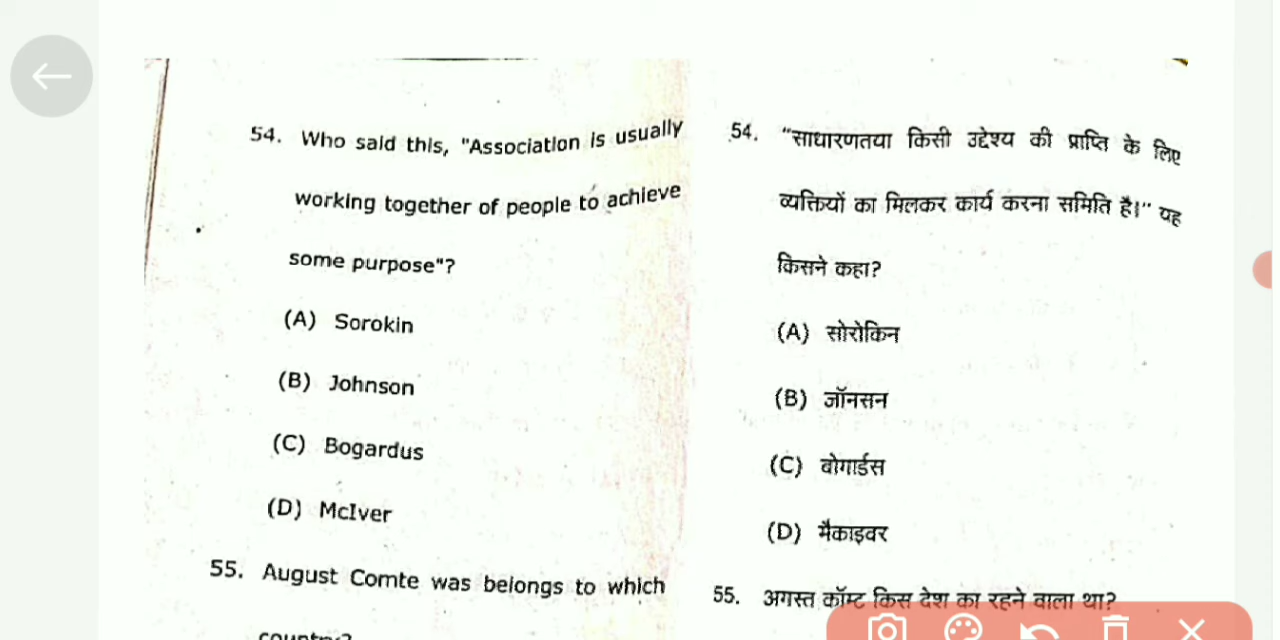 54. Who said this, "Association is usually
working together of people to achieve
some purpose"?
(A) Sorokin
(B) Johnson
(C) Bogardus
(D) McIver
55. August Comte was belongs to which
country?
54. "साधारणतया किसी उद्देश्य की प्राप्ति के लिए
व्यक्तियों का मिलकर कार्य करना समिति है।" यह
किसने कहा?
(A) सोरोकिन
(B) जॉनसन
(C) बोगार्डस
(D) मैकाइवर
55. अगस्त कॉम्ट किस देश का रहने वाला था?